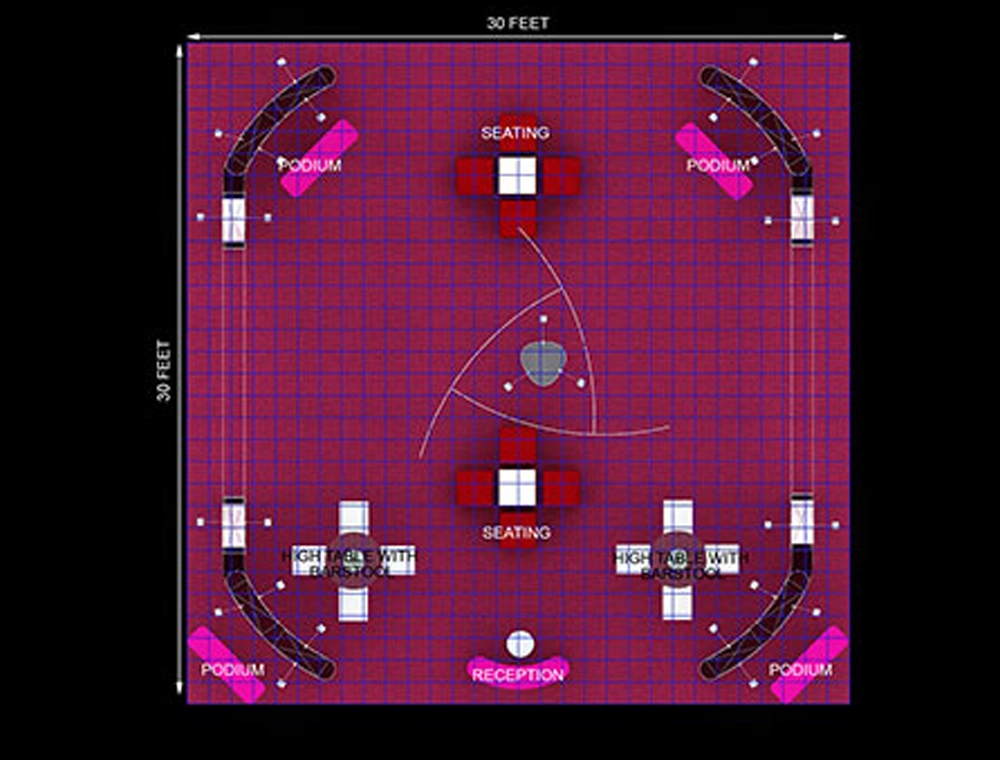 30 FEET
SEATING
PODIUM
PODIUM
30 FEET
SEATING
HIGH TABLE WITH
BARSTOOL
HIGH TABLE WITH
BARSTOOL
PODIUM
RECEPTION
PODIUM